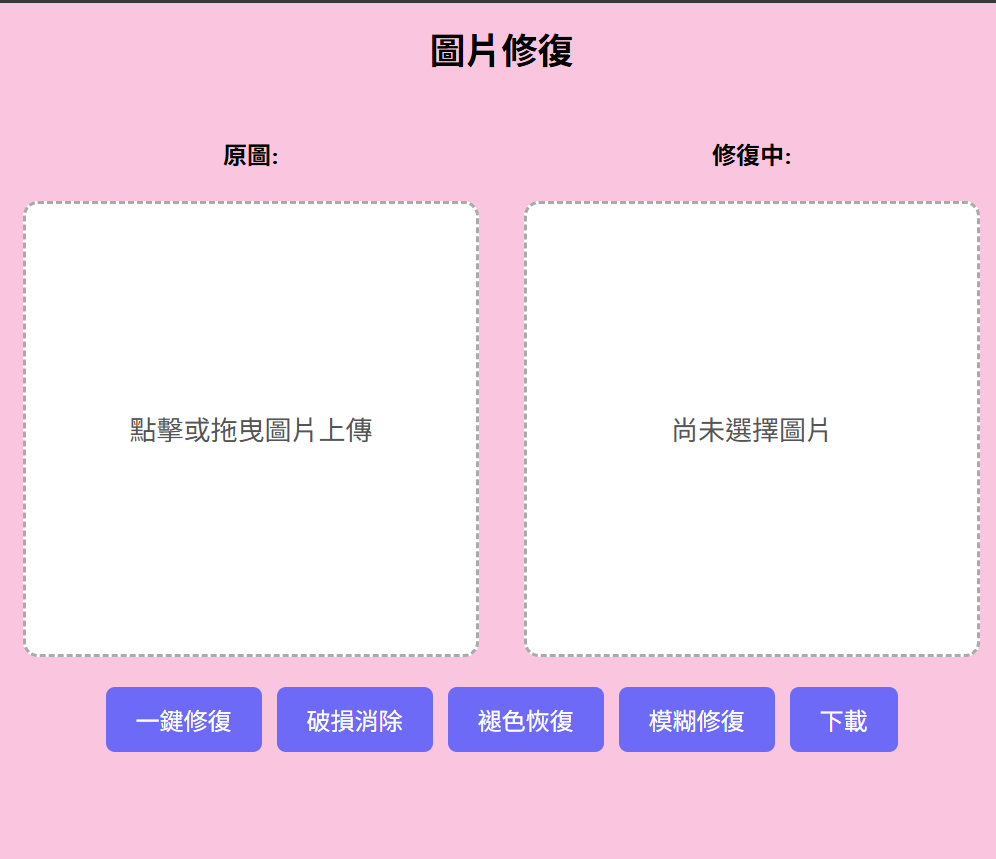 圖片修復
原圖:
修復中:
點擊或拖曳圖片上傳
尚未選擇圖片
一鍵修復
破損消除
褪色恢復
模糊修復
下載